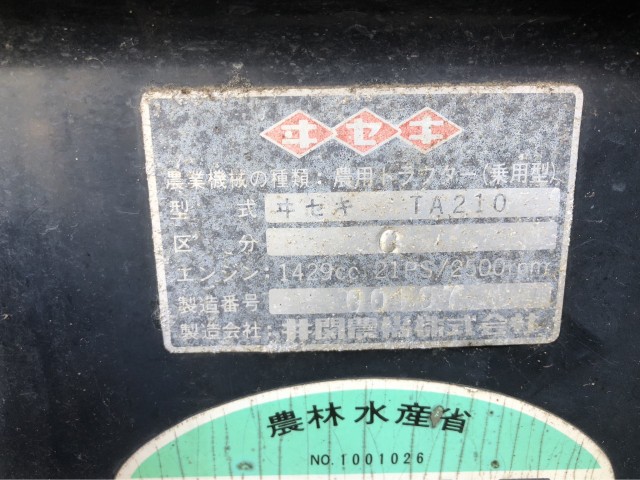 ヰセキ
農業機械の種類：農用トラクター(乗用型)
型式 ヰセキ TA210
区分
エンジン：1429cc 21PS/2500rpm
製造番号
製造会社：井関農機株式会社
農林水産省
NO.1001026